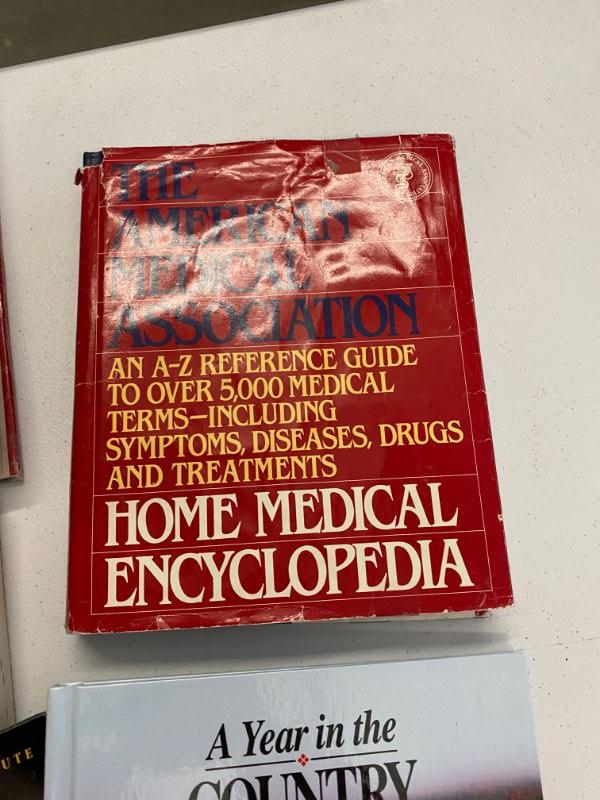 THE
AMERICAN
MEDICAL
ASSOCIATION
AN A-Z REFERENCE GUIDE
TO OVER 5,000 MEDICAL
TERMS—INCLUDING
SYMPTOMS, DISEASES, DRUGS
AND TREATMENTS
HOME MEDICAL
ENCYCLOPEDIA
A Year in the
COUNTRY
UTE